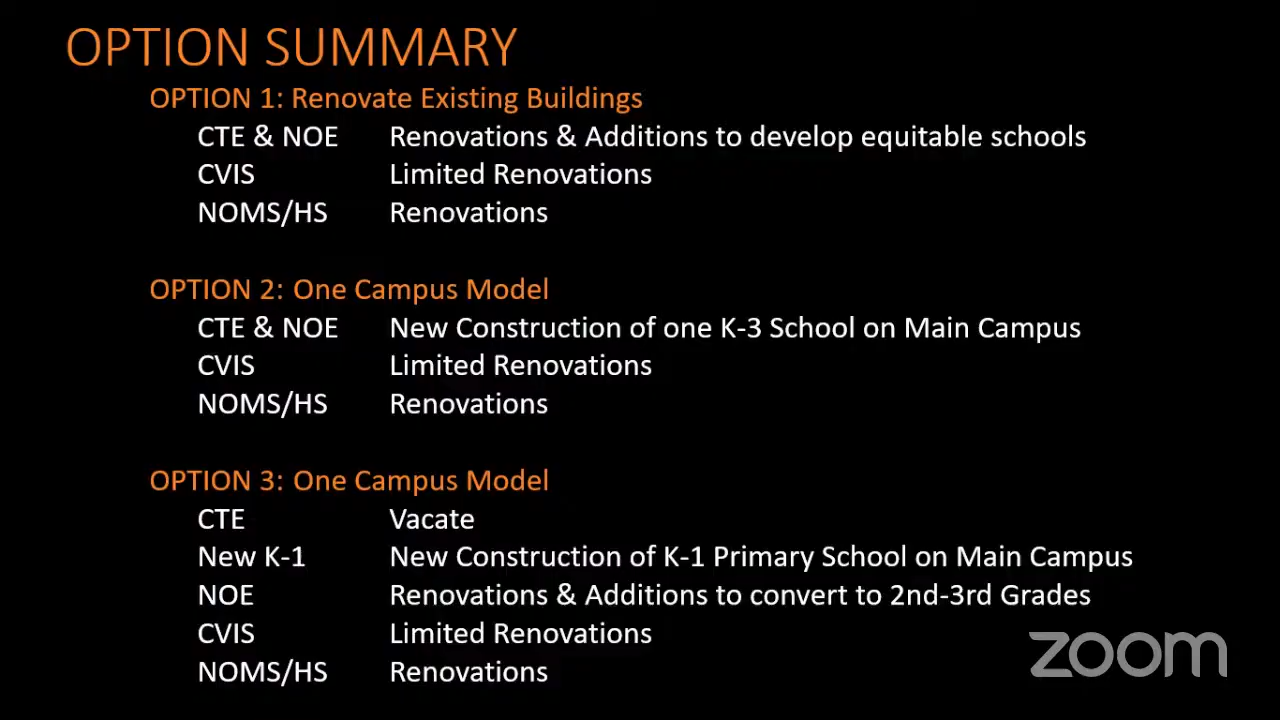 OPTION SUMMARY
OPTION 1: Renovate Existing Buildings
CTE & NOE Renovations & Additions to develop equitable schools
CVIS Limited Renovations
NOMS/HS Renovations
OPTION 2: One Campus Model
CTE & NOE New Construction of one K-3 School on Main Campus
CVIS Limited Renovations
NOMS/HS Renovations
OPTION 3: One Campus Model
CTE Vacate
New K-1 New Construction of K-1 Primary School on Main Campus
NOE Renovations & Additions to convert to 2nd-3rd Grades
CVIS Limited Renovations
NOMS/HS Renovations
zoom